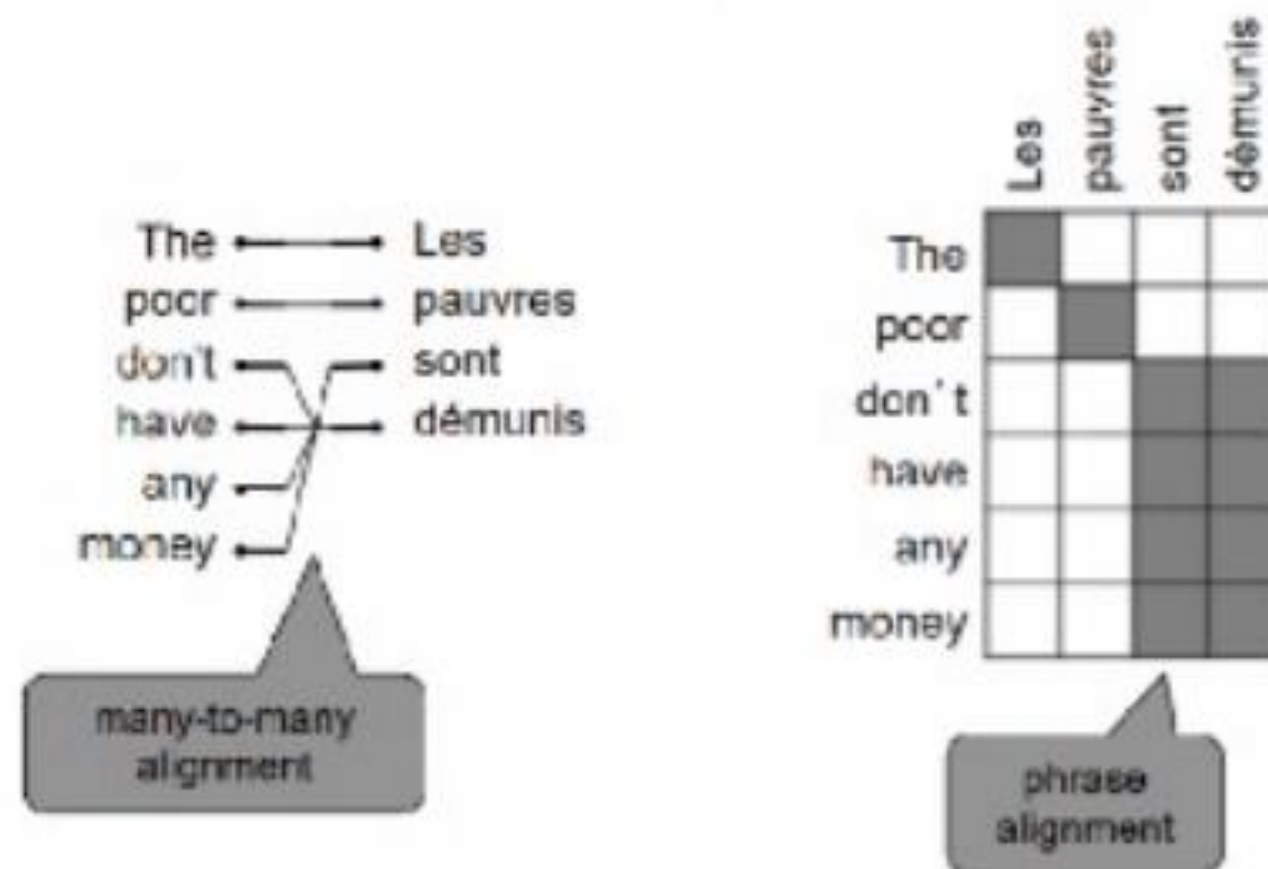 The Les
poor pauvres
don't sont
have démunis
any
money
many-to-many
alignment
Les pauvres sont démunis
The
poor
don't
have
any
money
phrase
alignment